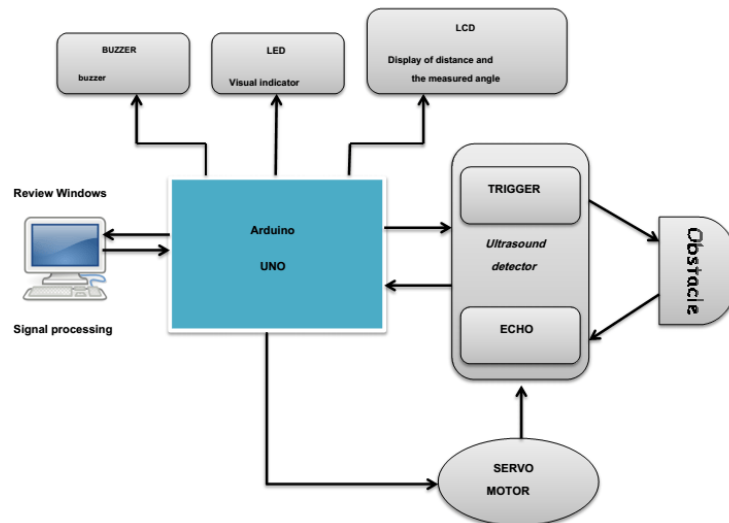 BUZZER
buzzer
LED
Visual indicator
LCD
Display of distance and
the measured angle
Review Windows
Signal processing
Arduino
UNO
TRIGGER
Ultrasound
detector
ECHO
Obstacle
SERVO
MOTOR